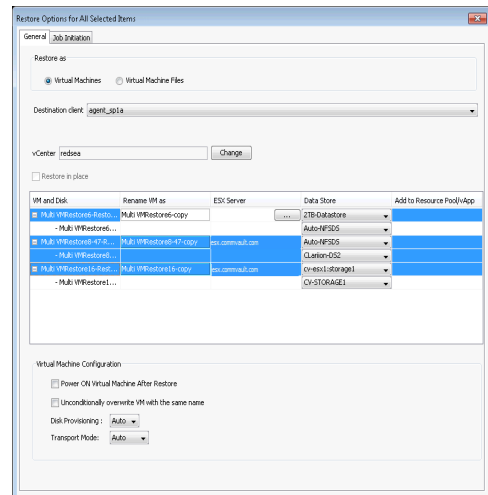 Restore Options for All Selected Items
General Job Initiation
Restore as
Virtual Machines Virtual Machine Files
Destination client agent_sp1a
vCenter redsea Change
Restore in place
VM and Disk Rename VM as ESX Server Data Store Add to Resource Pool/vApp
Multi VMRestore6-Resto... Multi VMRestore6-copy ... 2TB-Datastore
- Multi VMRestore6... Auto-NFSDS
Multi VMRestore8-47-R... Multi VMRestore8-47-copy esx.commvault.com Auto-NFSDS
- Multi VMRestore8... CLariion-DS2
Multi VMRestore16-Rest... Multi VMRestore16-copy esx.commvault.com cv-esx1:storage1
- Multi VMRestore1... CV-STORAGE1
Virtual Machine Configuration
Power ON Virtual Machine After Restore
Unconditionally overwrite VM with the same name
Disk Provisioning : Auto
Transport Mode: Auto